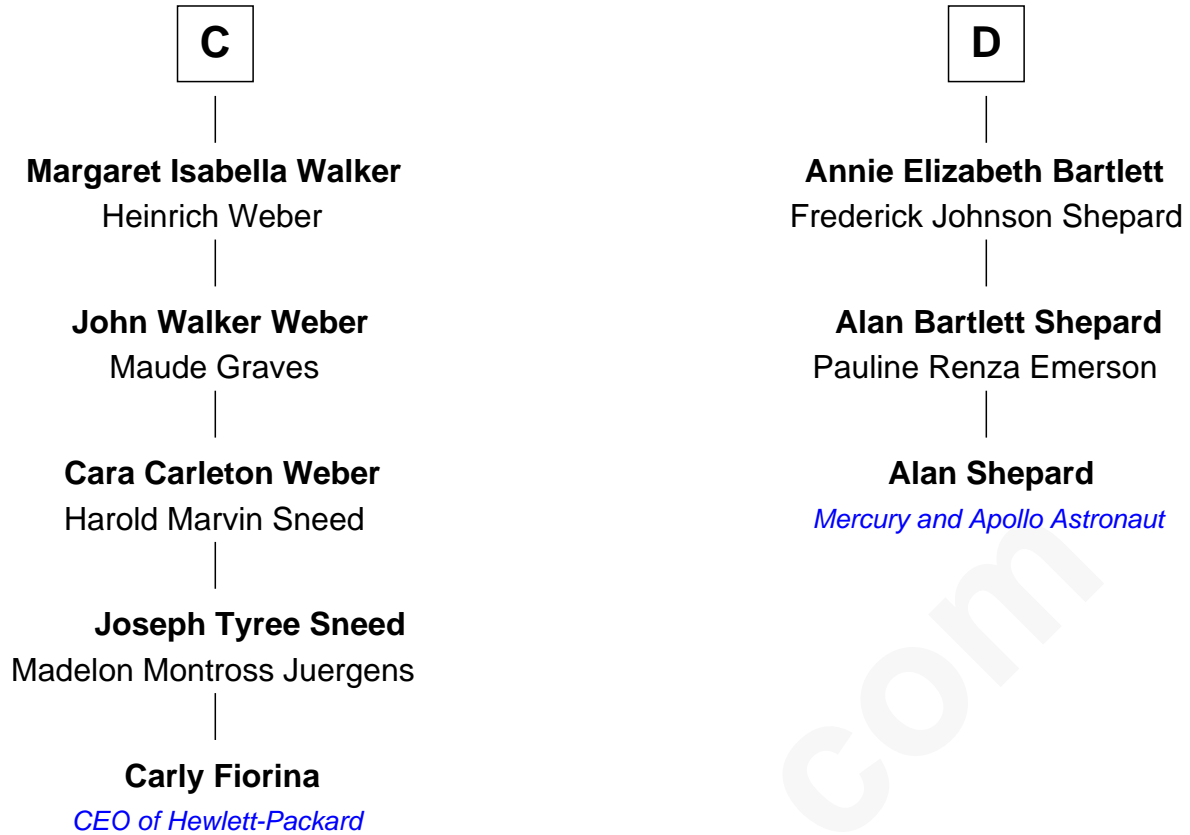 C
Margaret Isabella Walker
Heinrich Weber
John Walker Weber
Maude Graves
Cara Carleton Weber
Harold Marvin Sneed
Joseph Tyree Sneed
Madelon Montross Juergens
Carly Fiorina
CEO of Hewlett-Packard
D
Annie Elizabeth Bartlett
Frederick Johnson Shepard
Alan Bartlett Shepard
Pauline Renza Emerson
Alan Shepard
Mercury and Apollo Astronaut
com